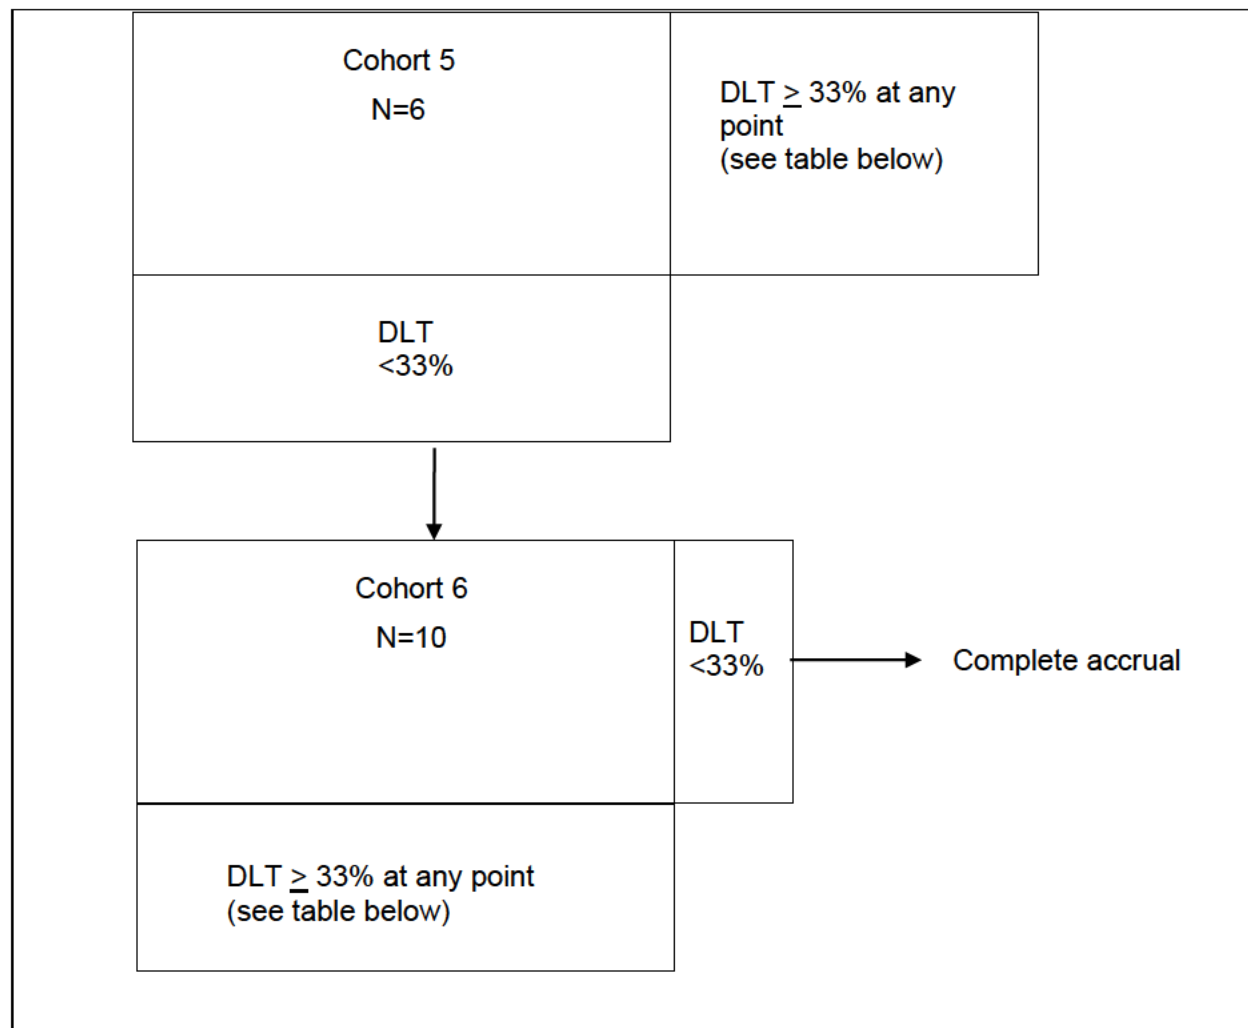 Cohort 5
N=6
DLT ≥ 33% at any
point
(see table below)
DLT
<33%
Cohort 6
N=10
DLT
<33%
Complete accrual
DLT ≥ 33% at any point
(see table below)